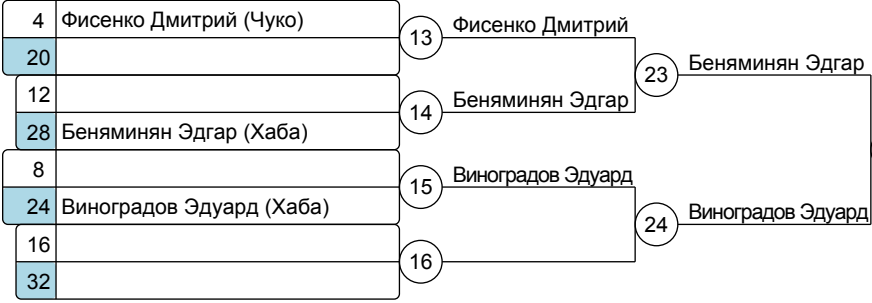 4 Фисенко Дмитрий (Чуко)
20
13 Фисенко Дмитрий
12
28 Беняминян Эдгар (Хаба)
14 Беняминян Эдгар
23 Беняминян Эдгар
8
24 Виноградов Эдуард (Хаба)
15 Виноградов Эдуард
16
32
16
24 Виноградов Эдуард